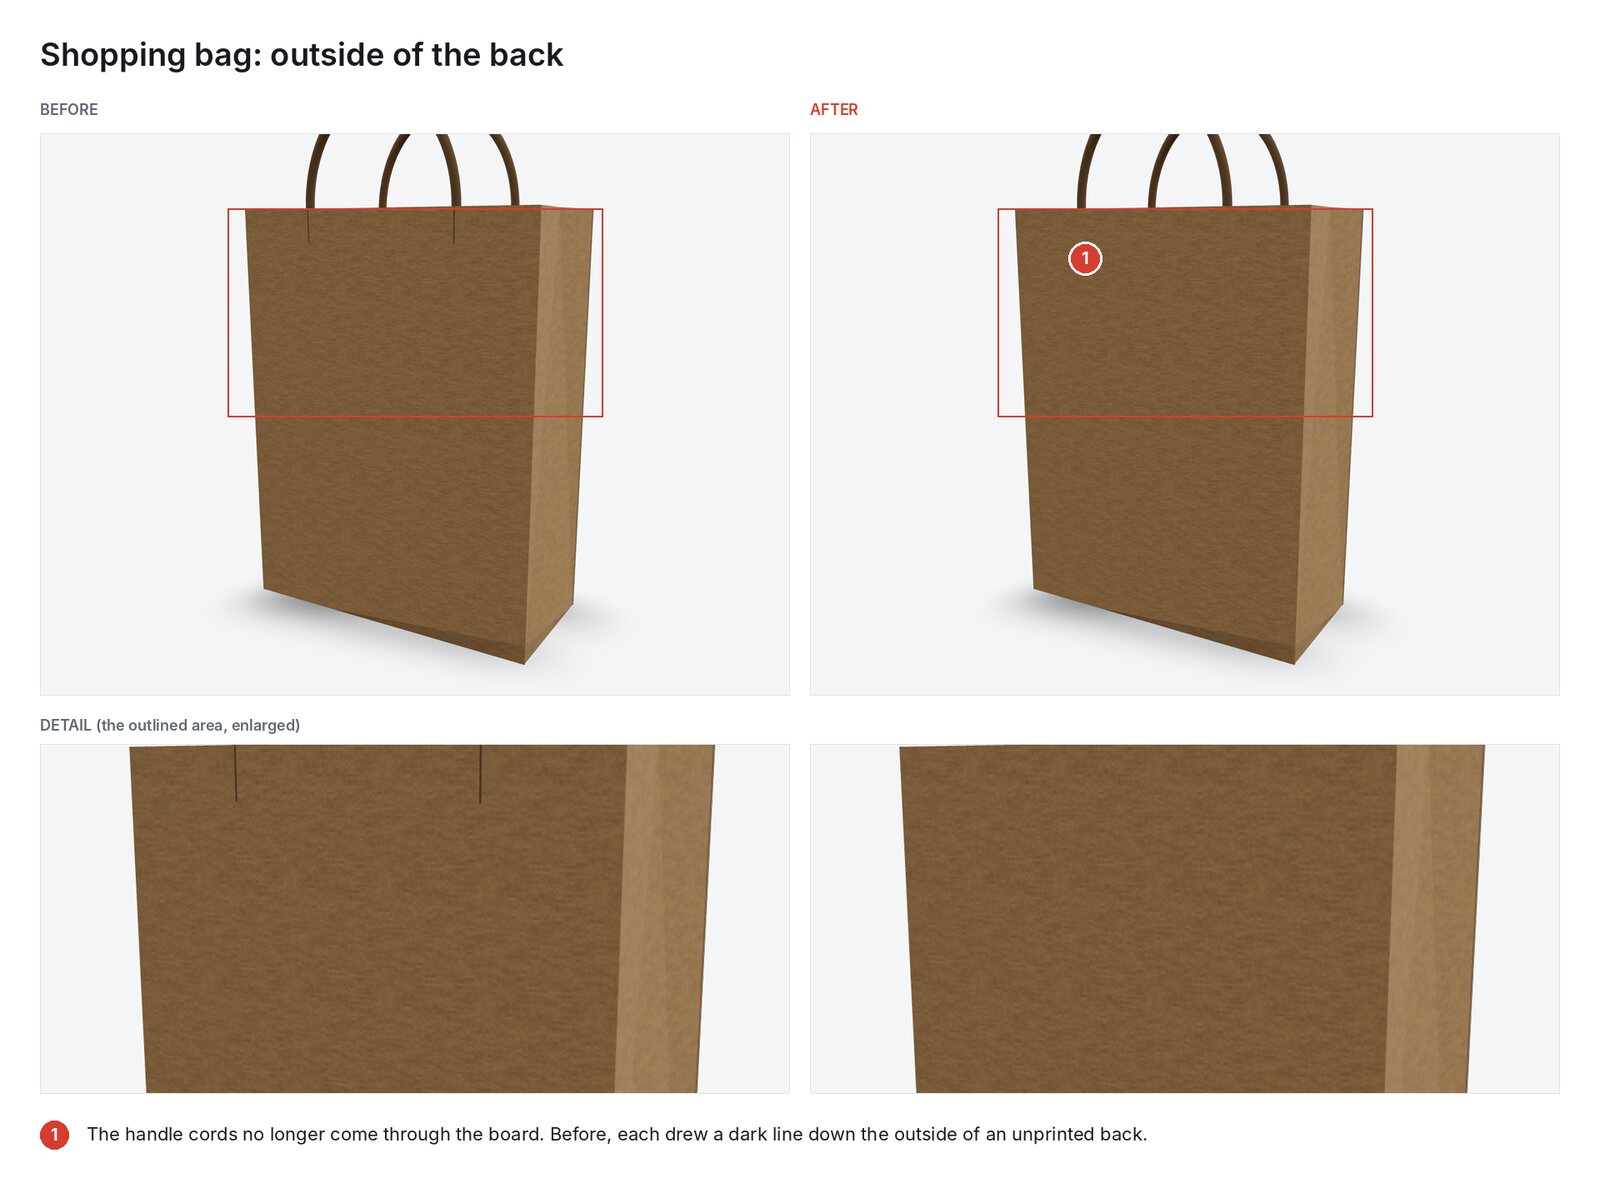 Shopping bag: outside of the back
BEFORE
AFTER
1
DETAIL (the outlined area, enlarged)
1 The handle cords no longer come through the board. Before, each drew a dark line down the outside of an unprinted back.